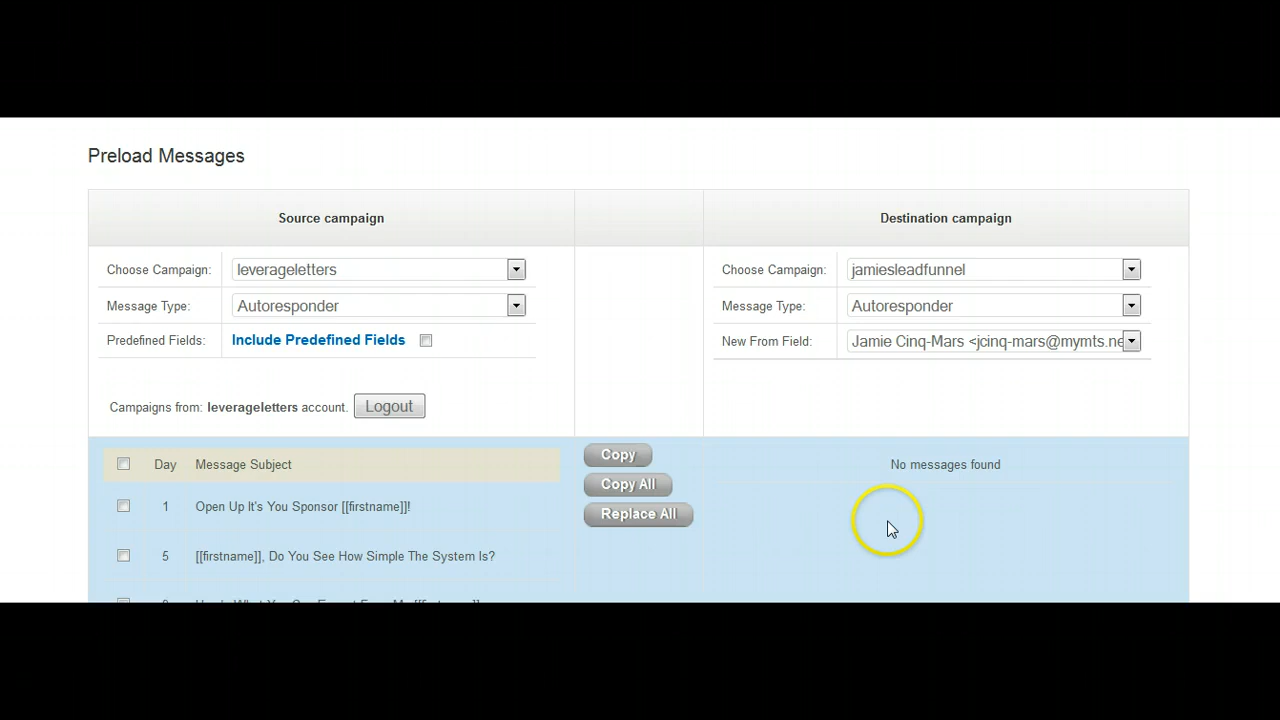 Preload Messages
Source campaign
Destination campaign
Choose Campaign: leverageletters
Choose Campaign: jamiesleadfunnel
Message Type: Autoresponder
Message Type: Autoresponder
Predefined Fields: Include Predefined Fields
New From Field: Jamie Cinq-Mars <jcinq-mars@mymts.ne
Campaigns from: leverageletters account. Logout
Day Message Subject
Copy
No messages found
Copy All
1 Open Up It's You Sponsor [[firstname]]!
Replace All
5 [[firstname]], Do You See How Simple The System Is?